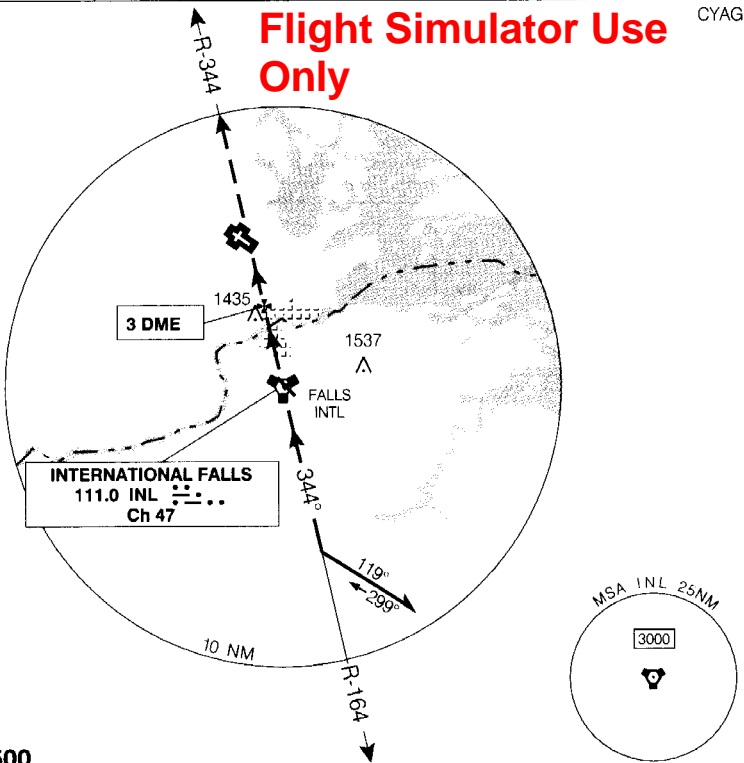 CYAG
Flight Simulator Use
Only
R-344
1435
3 DME
1537
FALLS
INTL
INTERNATIONAL FALLS
111.0 INL
Ch 47
344°
119°
299°
10 NM
R-164
MSA INL 25NM
3000